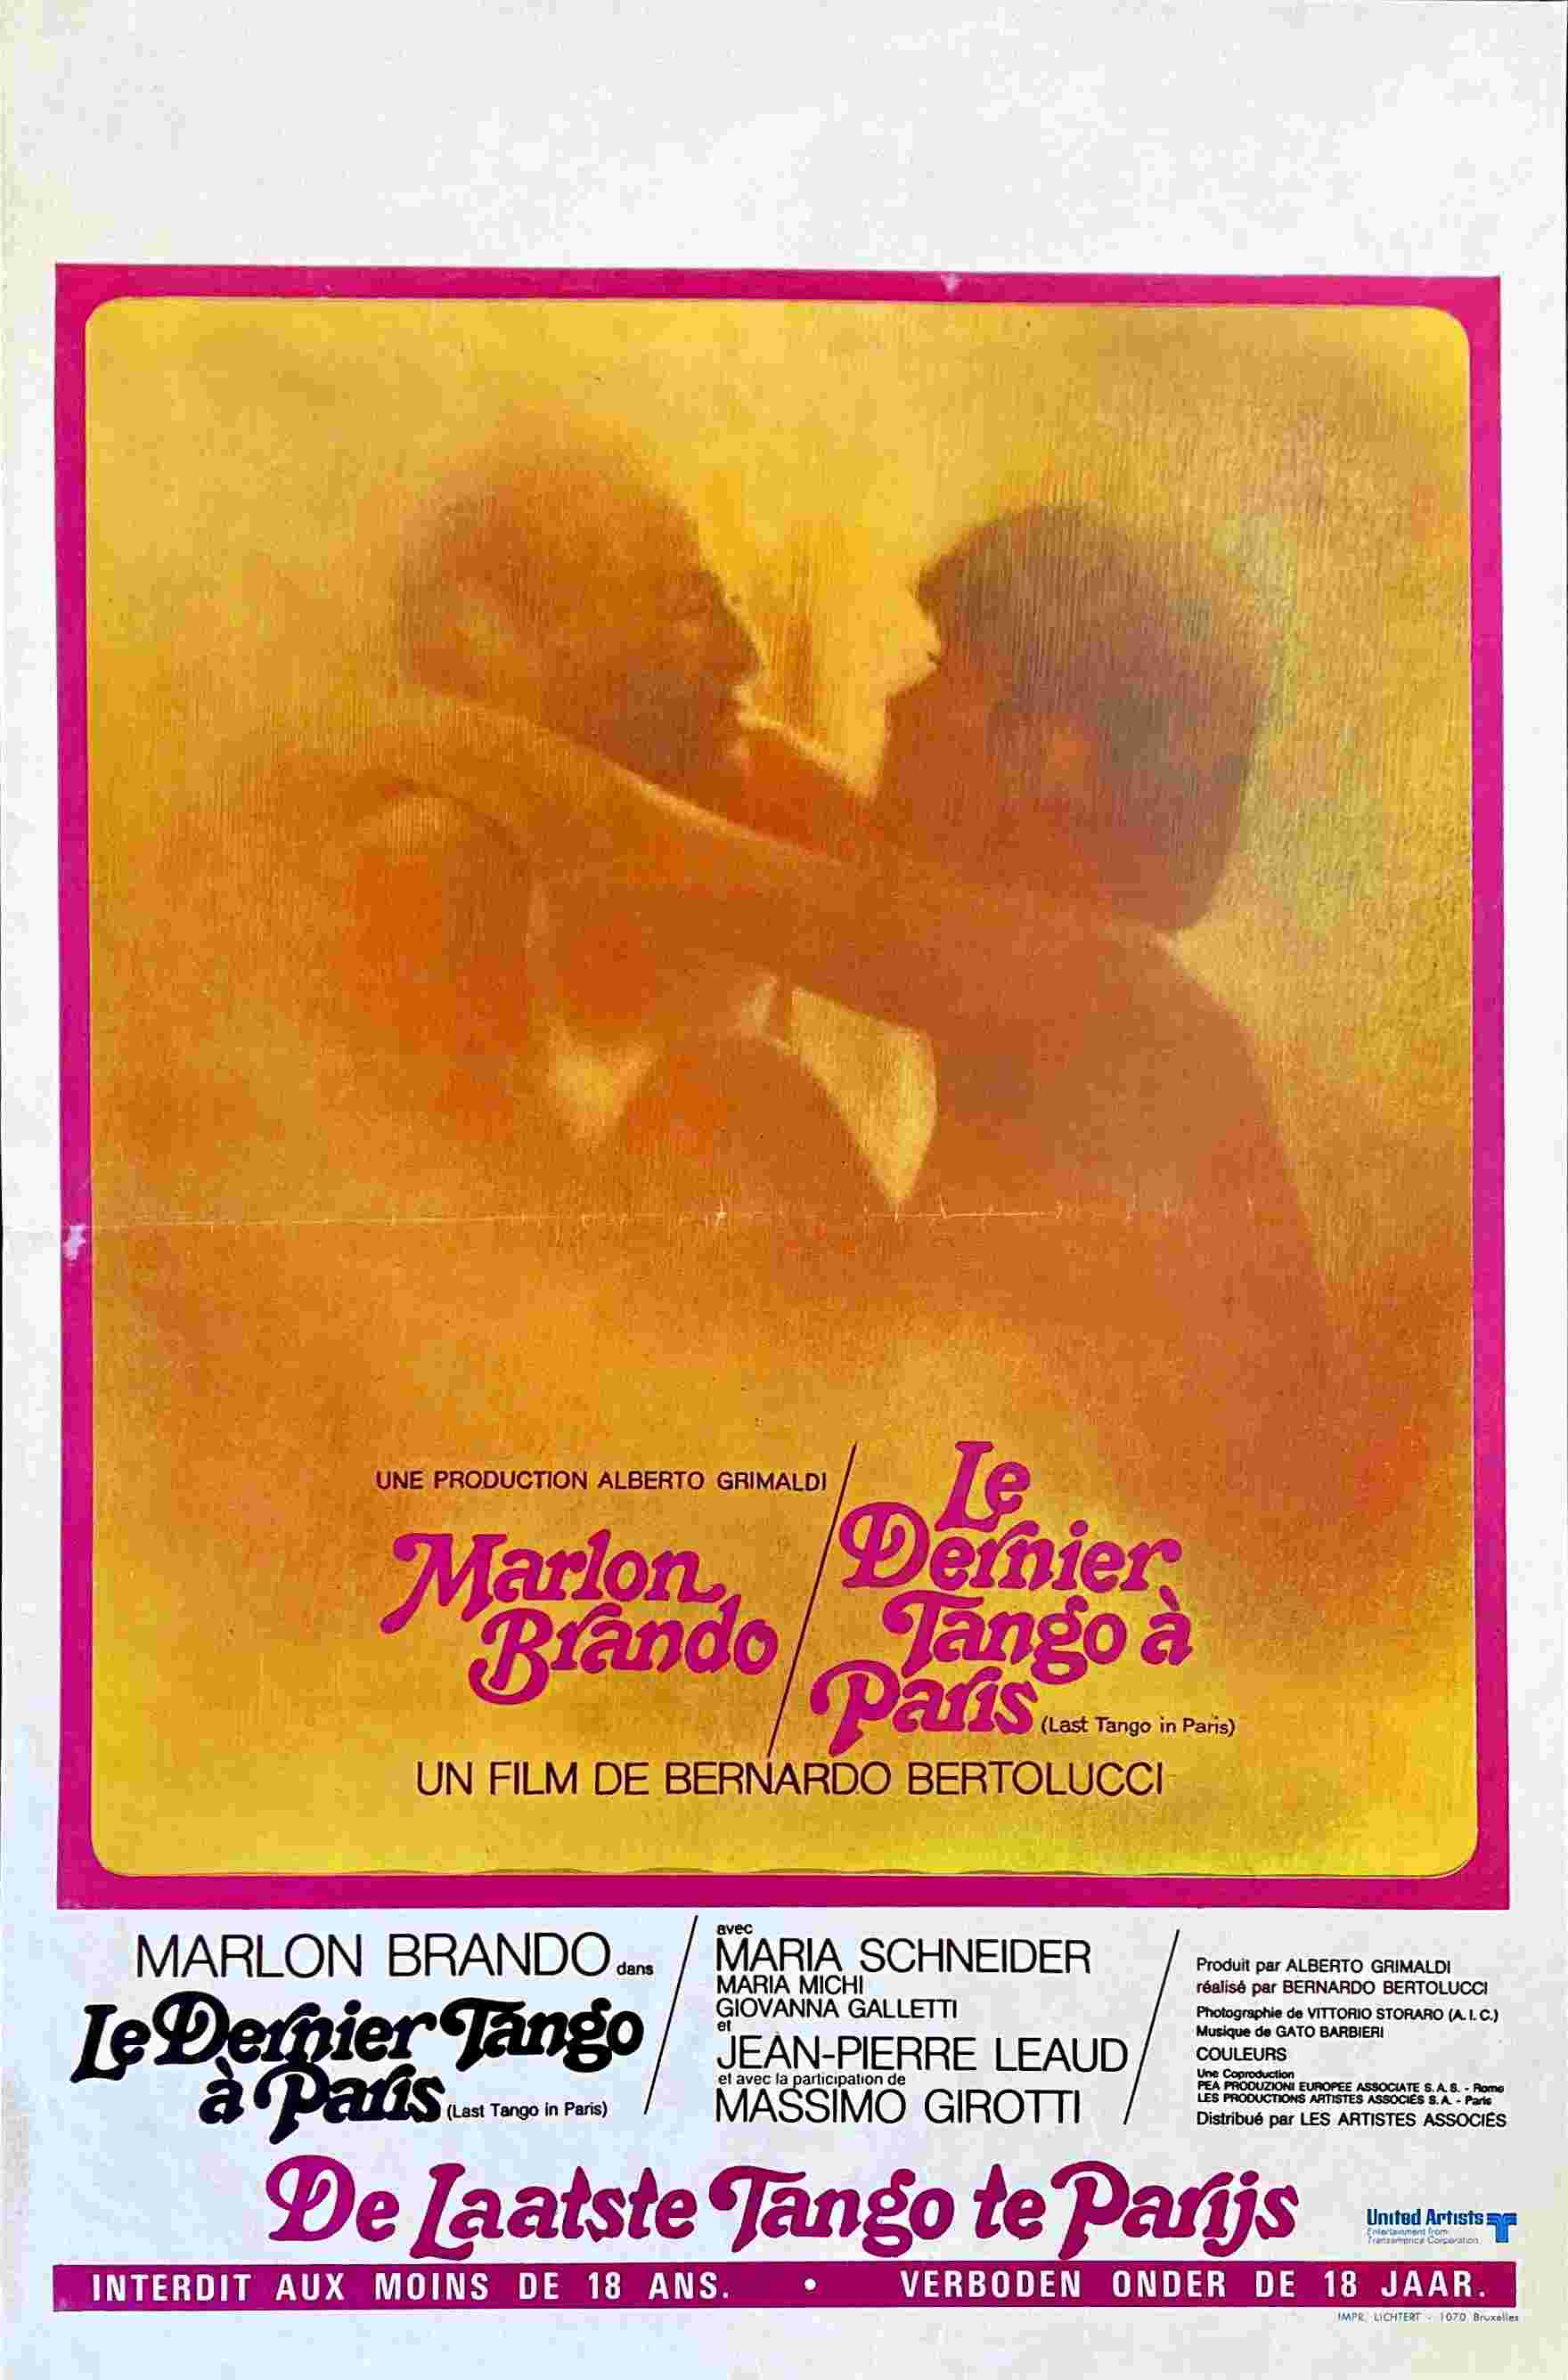 UNE PRODUCTION ALBERTO GRIMALDI
Marlon
Brando
Le
Dernier
Tango à
Paris
(Last Tango in Paris)
UN FILM DE BERNARDO BERTOLUCCI
MARLON BRANDO dans
Le Dernier Tango
à Paris (Last Tango in Paris)
avec
MARIA SCHNEIDER
MARIA MICHI
GIOVANNA GALLETTI
et
JEAN-PIERRE LEAUD
et avec la participation de
MASSIMO GIROTTI
Produit par ALBERTO GRIMALDI
réalisé par BERNARDO BERTOLUCCI
Photographie de VITTORIO STORARO (A.I.C.)
Musique de GATO BARBIERI
COULEURS
Une Coproduction
PEA PRODUZIONI EUROPEE ASSOCIATE S.A.S. - Rome
LES PRODUCTIONS ARTISTES ASSOCIÉS S.A. - Paris
Distribué par LES ARTISTES ASSOCIÉS
De Laatste Tango te Parijs
United Artists
Entertainment from
Transamerica Corporation
INTERDIT AUX MOINS DE 18 ANS. • VERBODEN ONDER DE 18 JAAR.
IMPR. LICHTERT - 1070 Bruxelles